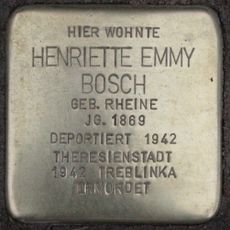 HIER WOHNTE
HENRIETTE EMMY
BOSCH
GEB. RHEINE
JG. 1869
DEPORTIERT 1942
THERESIENSTADT
1942 TREBLINKA
ERMORDET